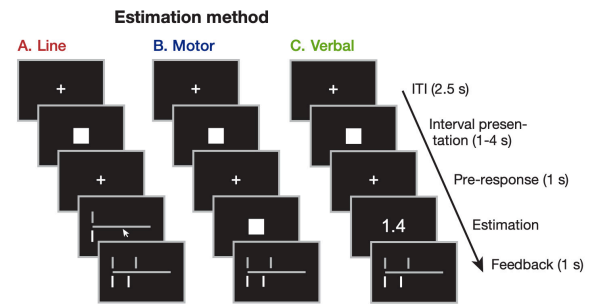 Estimation method
A. Line
B. Motor
C. Verbal
ITI (2.5 s)
Interval presen-
tation (1-4 s)
Pre-response (1 s)
1.4
Estimation
Feedback (1 s)